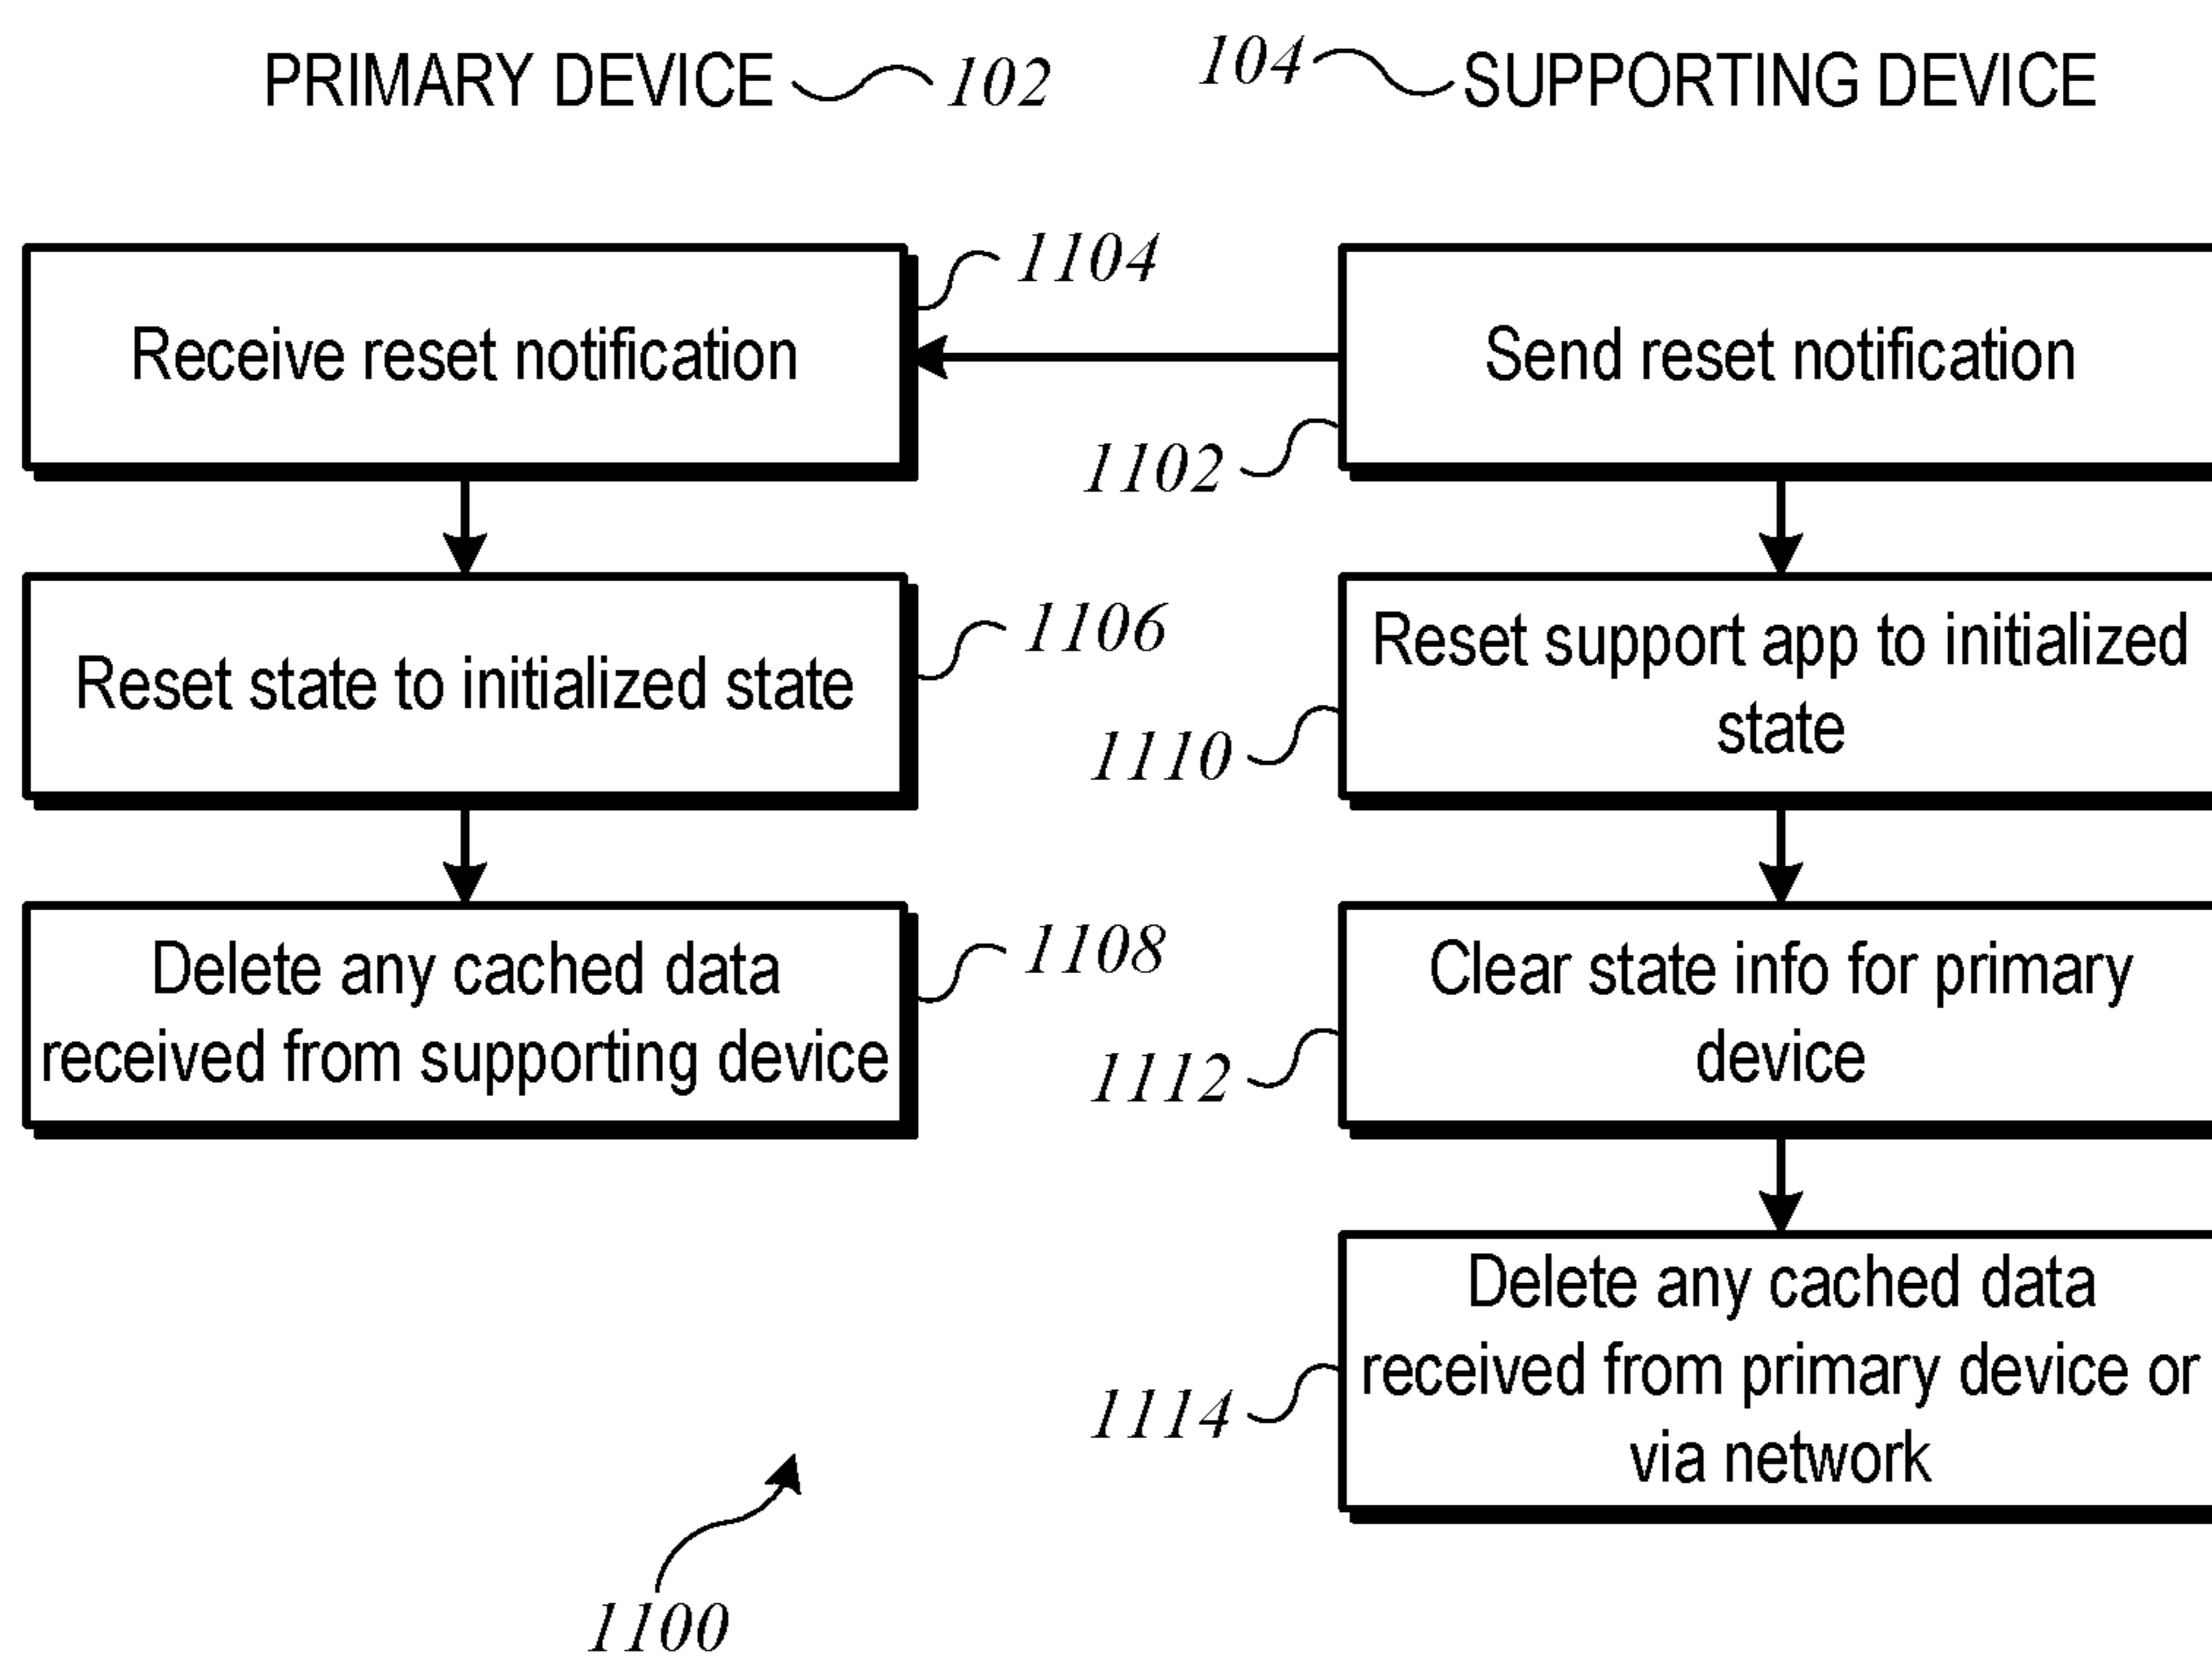 PRIMARY DEVICE 102
104 SUPPORTING DEVICE
1104
Receive reset notification
Send reset notification
1102
1106
Reset state to initialized state
Reset support app to initialized
state
1110
1108
Delete any cached data
received from supporting device
Clear state info for primary
device
1112
Delete any cached data
received from primary device or
via network
1114
1100